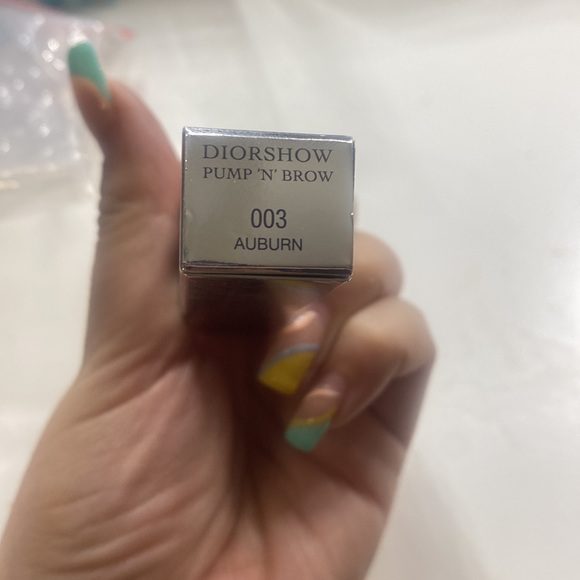 DIORSHOW
PUMP 'N' BROW
003
AUBURN